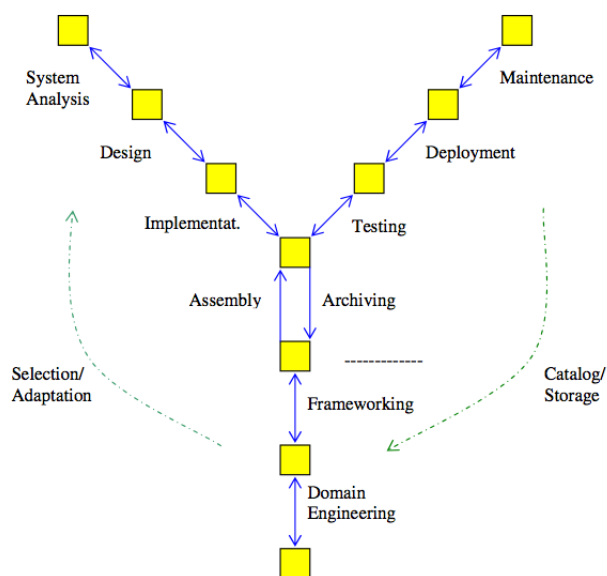 System
Analysis
Maintenance
Design
Deployment
Implementat.
Testing
Assembly
Archiving
Selection/
Adaptation
-------------
Catalog/
Storage
Frameworking
Domain
Engineering